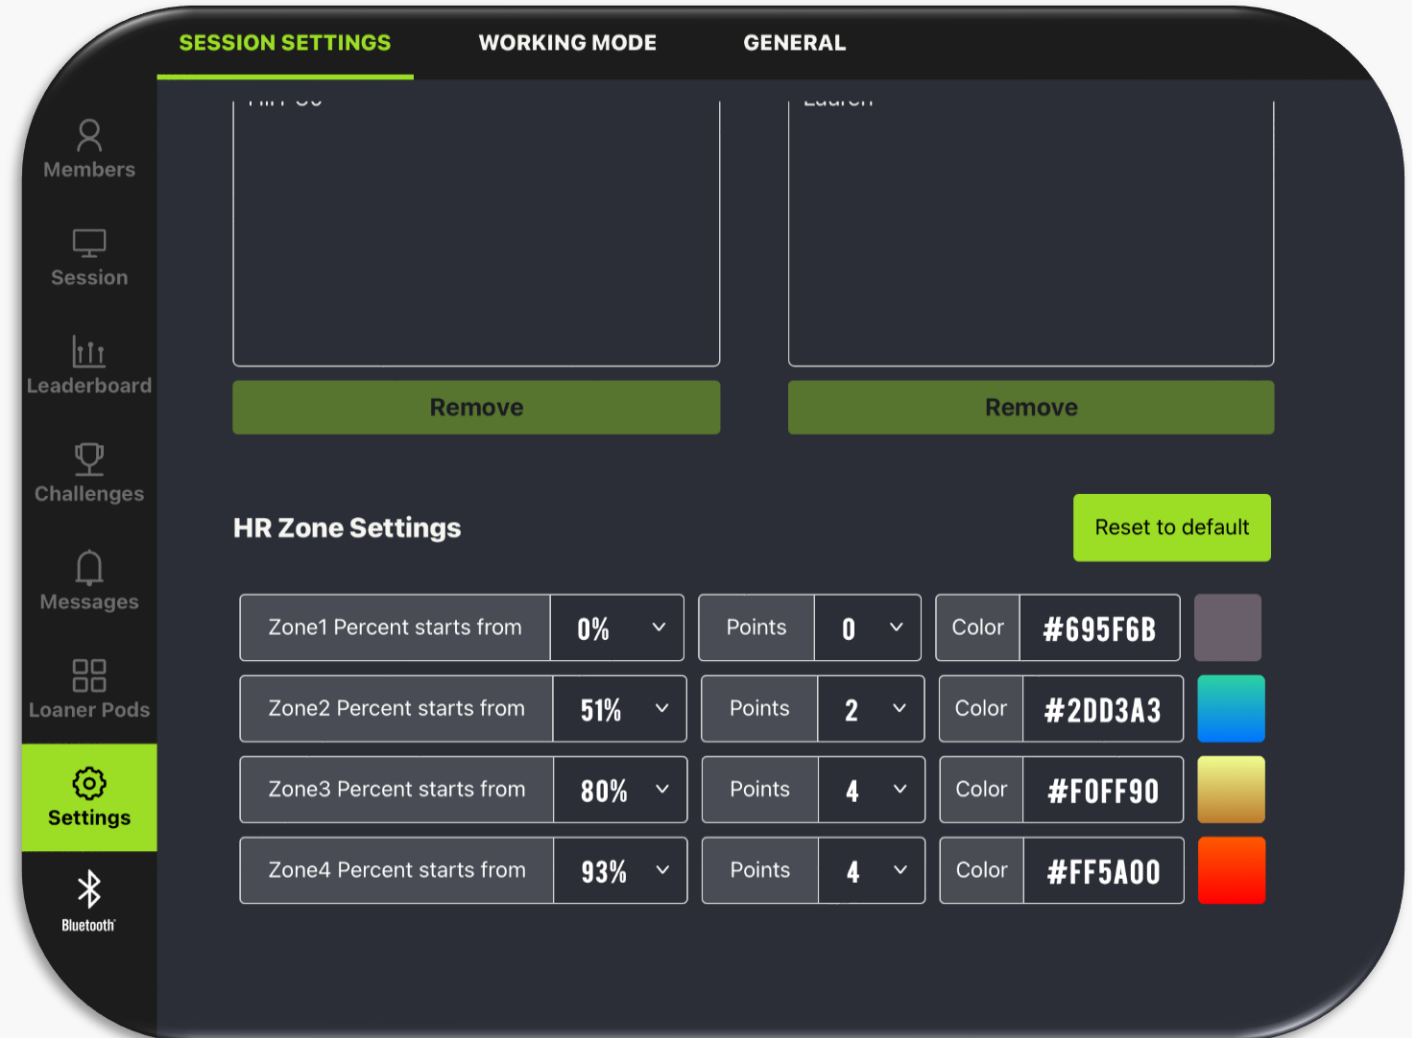 SESSION SETTINGS WORKING MODE GENERAL
Members
Session
Leaderboard
Challenges
Messages
Loaner Pods
Settings
Bluetooth
Lauren
Remove Remove
HR Zone Settings Reset to default
Zone1 Percent starts from 0% Points 0 Color #695F6B
Zone2 Percent starts from 51% Points 2 Color #2DD3A3
Zone3 Percent starts from 80% Points 4 Color #F0FF90
Zone4 Percent starts from 93% Points 4 Color #FF5A00